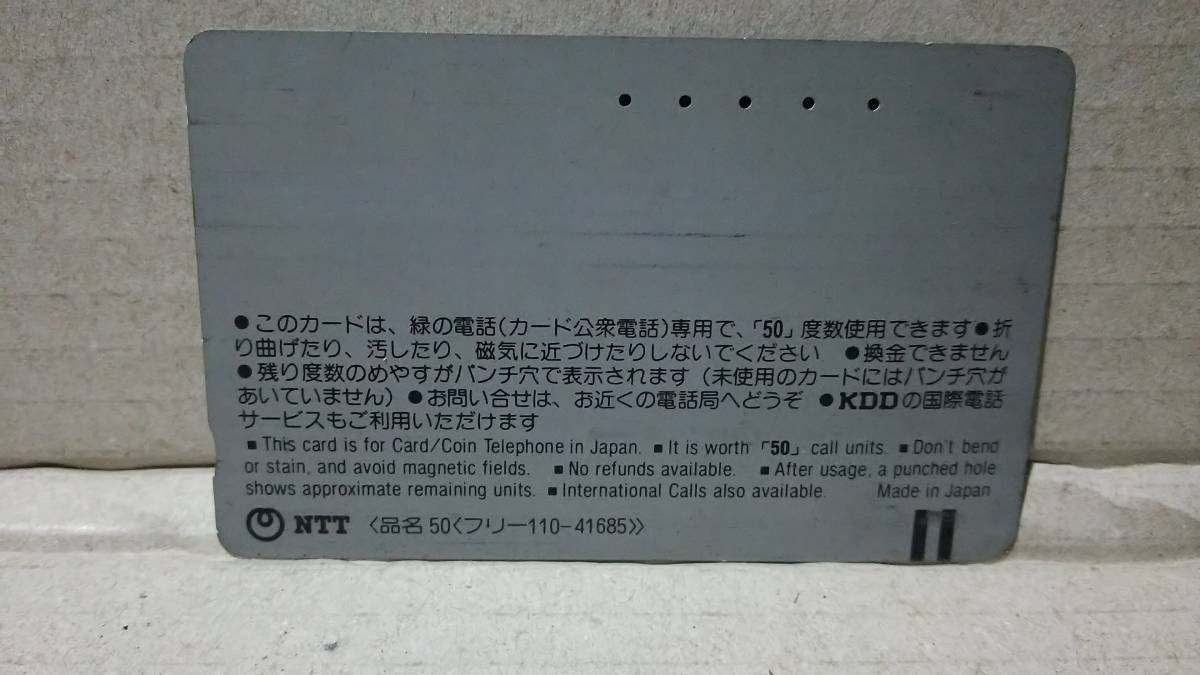 ●このカードは、緑の電話(カード公衆電話)専用で、「50」度数使用できます●折
り曲げたり、汚したり、磁気に近づけたりしないでください ●換金できません
●残り度数のめやすがパンチ穴で表示されます(未使用のカードにはパンチ穴が
あいていません)●お問い合せは、お近くの電話局へどうぞ ●KDDの国際電話
サービスもご利用いただけます
■ This card is for Card/Coin Telephone in Japan. ■ It is worth「50」call units. ■ Don't bend
or stain, and avoid magnetic fields. ■ No refunds available. ■ After usage, a punched hole
shows approximate remaining units. ■ International Calls also available. Made in Japan
NTT 〈品名 50〈フリー110-41685〉〉